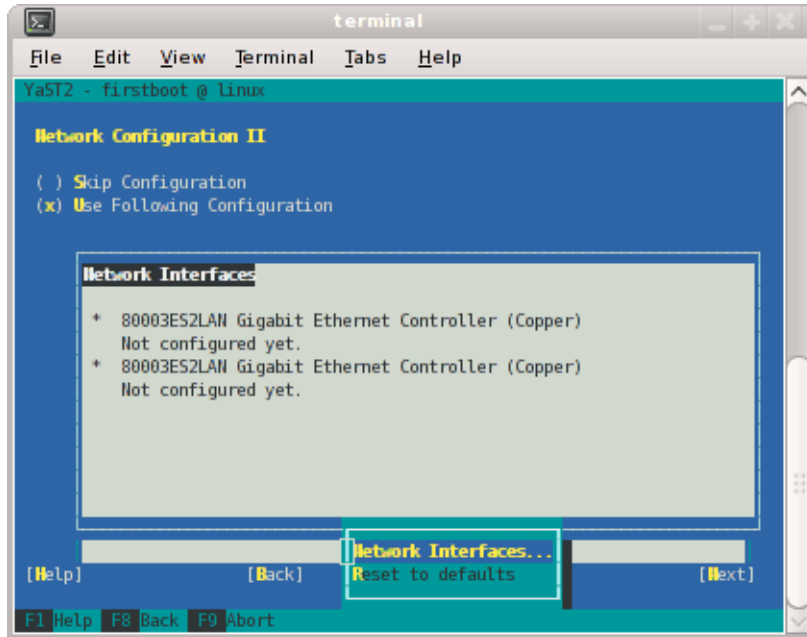 terminal
File Edit View Terminal Tabs Help
YaST2 - firstboot @ linux
Network Configuration II
( ) Skip Configuration
(x) Use Following Configuration
Network Interfaces
* 80003ES2LAN Gigabit Ethernet Controller (Copper)
Not configured yet.
* 80003ES2LAN Gigabit Ethernet Controller (Copper)
Not configured yet.
Network Interfaces...
[Help] [Back] Reset to defaults [Next]
F1 Help F8 Back F9 Abort